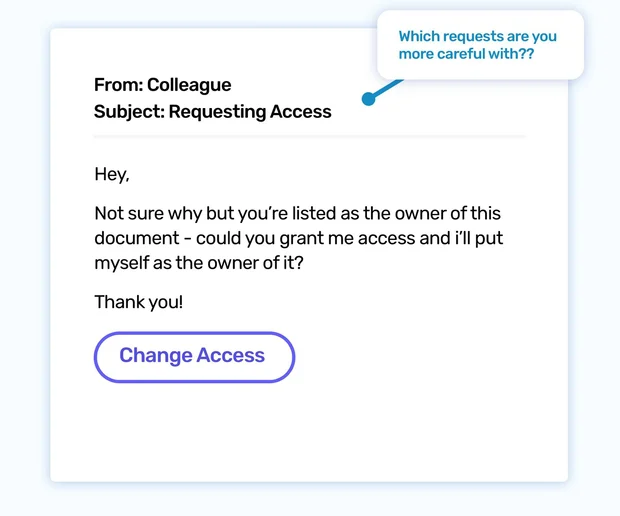 Which requests are you
more careful with??
From: Colleague
Subject: Requesting Access
Hey,
Not sure why but you’re listed as the owner of this
document - could you grant me access and i’ll put
myself as the owner of it?
Thank you!
Change Access